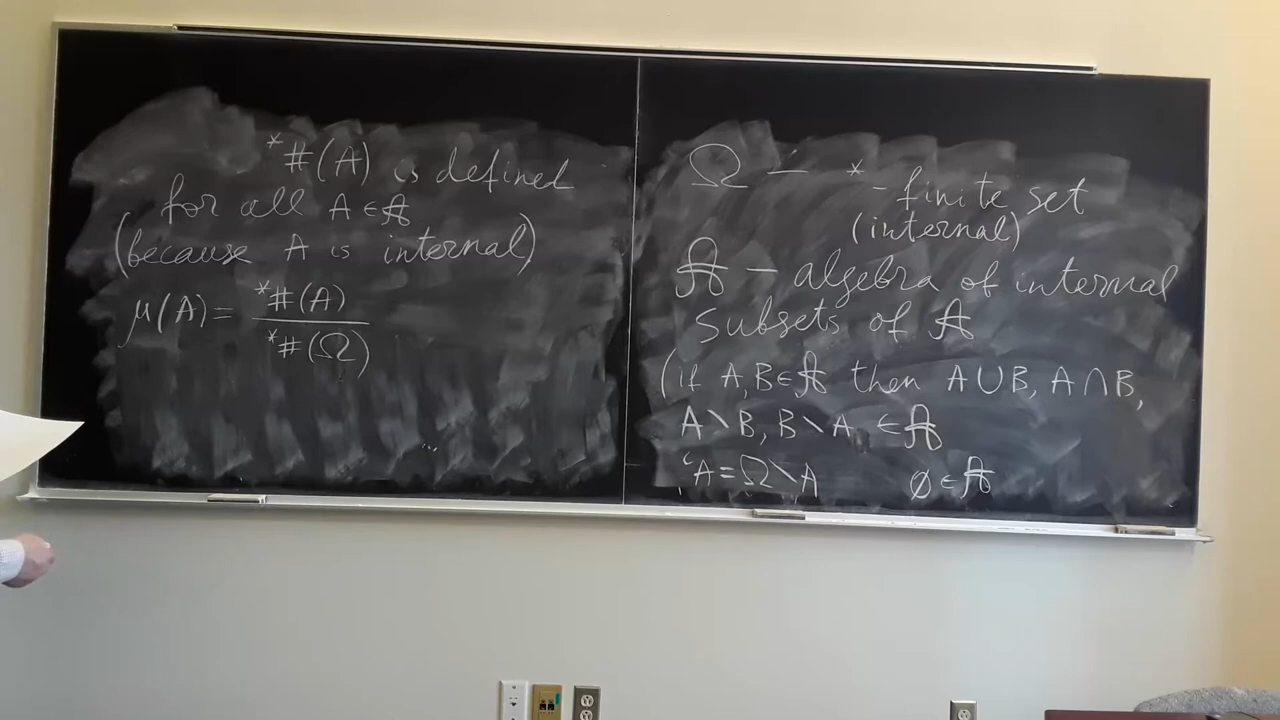 *#(A) is defined
for all A ∈ 𝔄
(because A is internal)
μ(A) = *#(A) / *#(Ω)
Ω — *-finite set
(internal)
𝔄 — algebra of internal
subsets of 𝔄
(if A, B ∈ 𝔄 then A ∪ B, A ∩ B,
A \ B, B \ A ∈ 𝔄
ᶜA = Ω \ A ∅ ∈ 𝔄